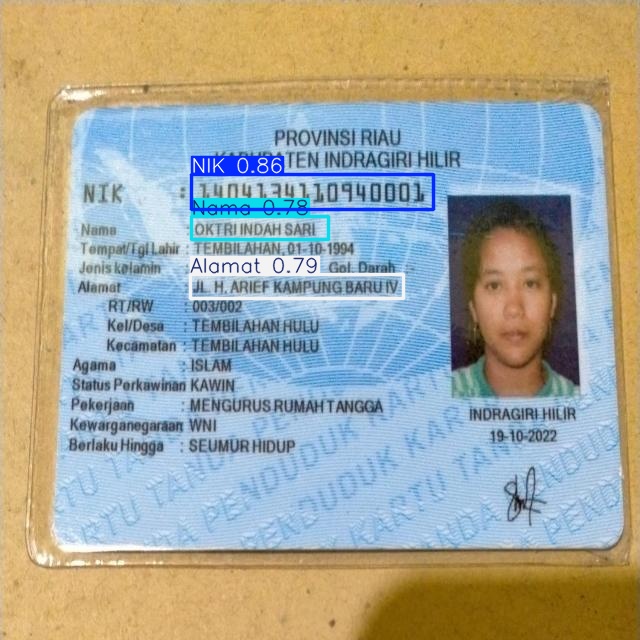 PROVINSI RIAU
KABUPATEN INDRAGIRI HILIR
NIK 0.86
NIK : 1404134110940001
Nama 0.78
Nama : OKTRI INDAH SARI
Tempat/Tgl Lahir : TEMBILAHAN, 01-10-1994
Alamat 0.79
Jenis kelamin Gol. Darah :-
Alamat JL. H. ARIEF KAMPUNG BARU IV
RT/RW : 003/002
Kel/Desa : TEMBILAHAN HULU
Kecamatan : TEMBILAHAN HULU
Agama : ISLAM
Status Perkawinan: KAWIN
Pekerjaan : MENGURUS RUMAH TANGGA
Kewarganegaraan: WNI
Berlaku Hingga : SEUMUR HIDUP
INDRAGIRI HILIR
19-10-2022
KARTU TANDA PENDUDUK